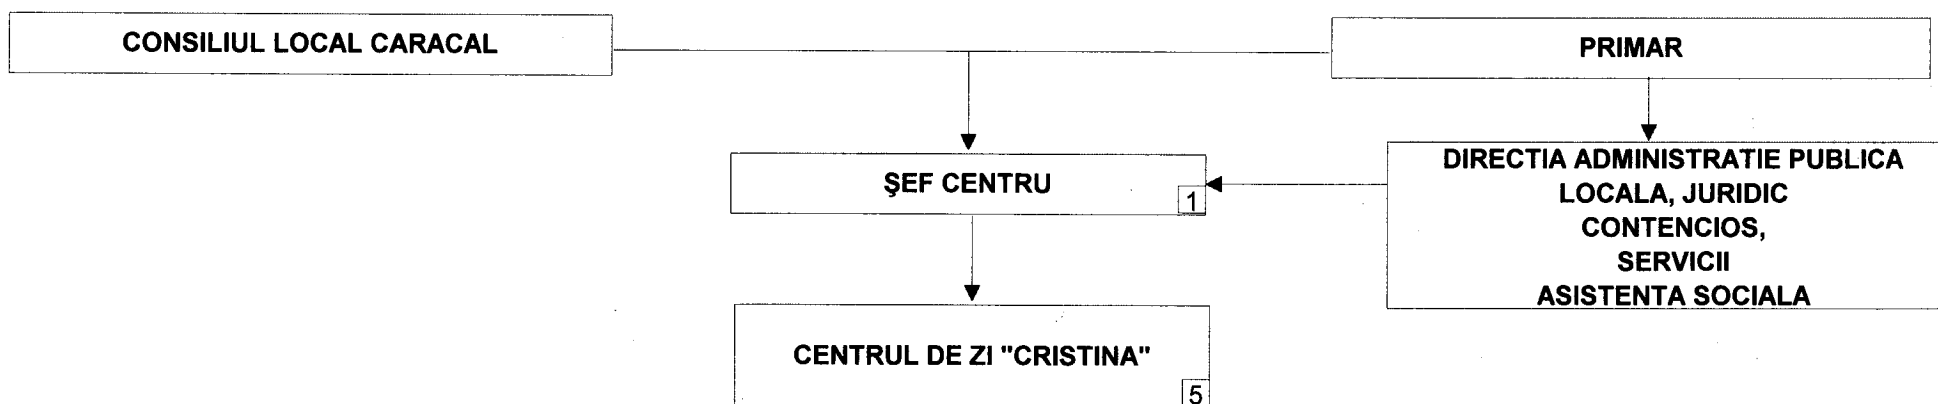 CONSILIUL LOCAL CARACAL
PRIMAR
ŞEF CENTRU
1
DIRECTIA ADMINISTRATIE PUBLICA
LOCALA, JURIDIC
CONTENCIOS,
SERVICII
ASISTENTA SOCIALA
CENTRUL DE ZI "CRISTINA"
5